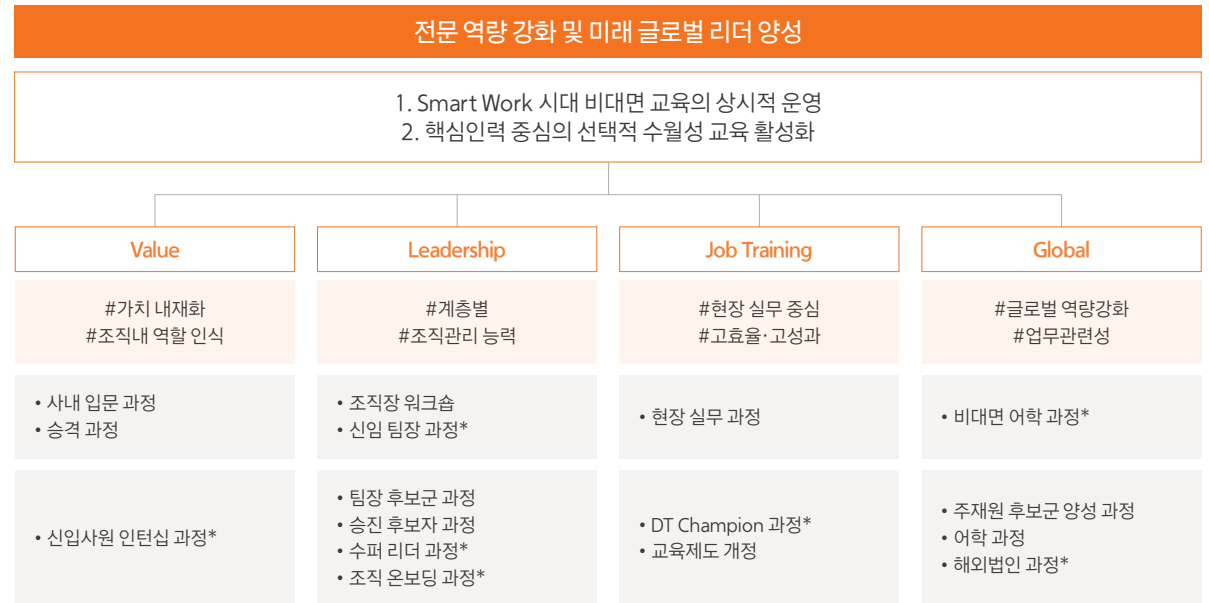 전문 역량 강화 및 미래 글로벌 리더 양성
1. Smart Work 시대 비대면 교육의 상시적 운영
2. 핵심인력 중심의 선택적 수월성 교육 활성화
Value
#가치 내재화
#조직내 역할 인식
• 사내 입문 과정
• 승격 과정
• 신입사원 인턴십 과정*
Leadership
#계층별
#조직관리 능력
• 조직장 워크숍
• 신임 팀장 과정*
• 팀장 후보군 과정
• 승진 후보자 과정
• 수퍼 리더 과정*
• 조직 온보딩 과정*
Job Training
#현장 실무 중심
#고효율·고성과
• 현장 실무 과정
• DT Champion 과정*
• 교육제도 개정
Global
#글로벌 역량강화
#업무관련성
• 비대면 어학 과정*
• 주재원 후보군 양성 과정
• 어학 과정
• 해외법인 과정*